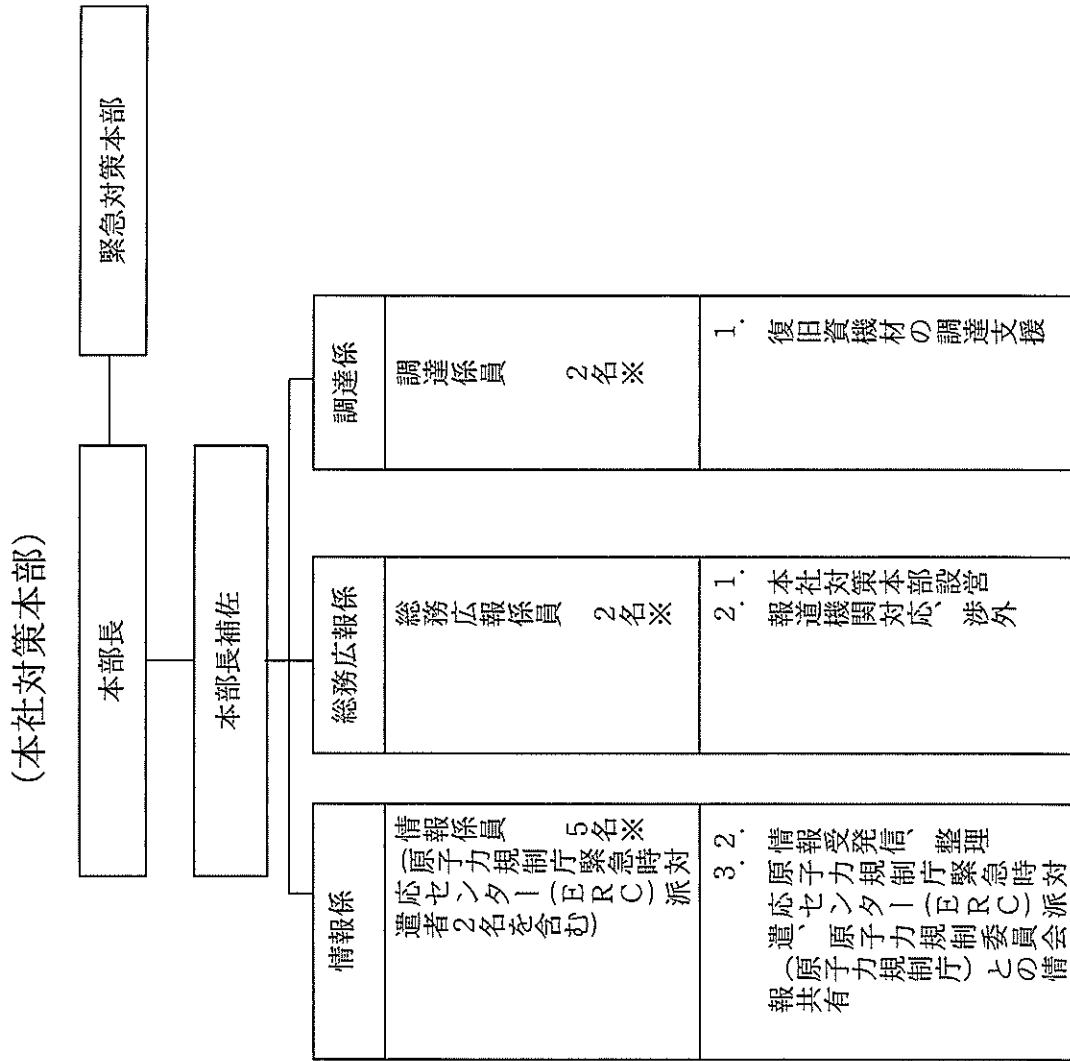 (本社対策本部)
緊急対策本部
本部長
本部長補佐
情報係
情報係員 5名※
(原子力規制庁緊急時対
応センター(ERC)派
遣者2名を含む)
2. 情報受発信、整理
3. 原子力規制庁緊急時対
応センター(ERC)派
遣、原子力規制委員会
(原子力規制庁)との情
報共有
総務広報係
総務広報係員 2名※
1. 本社対策本部設営
2. 報道機関対応、渉外
調達係
調達係員 2名※
1. 復旧資機材の調達支援